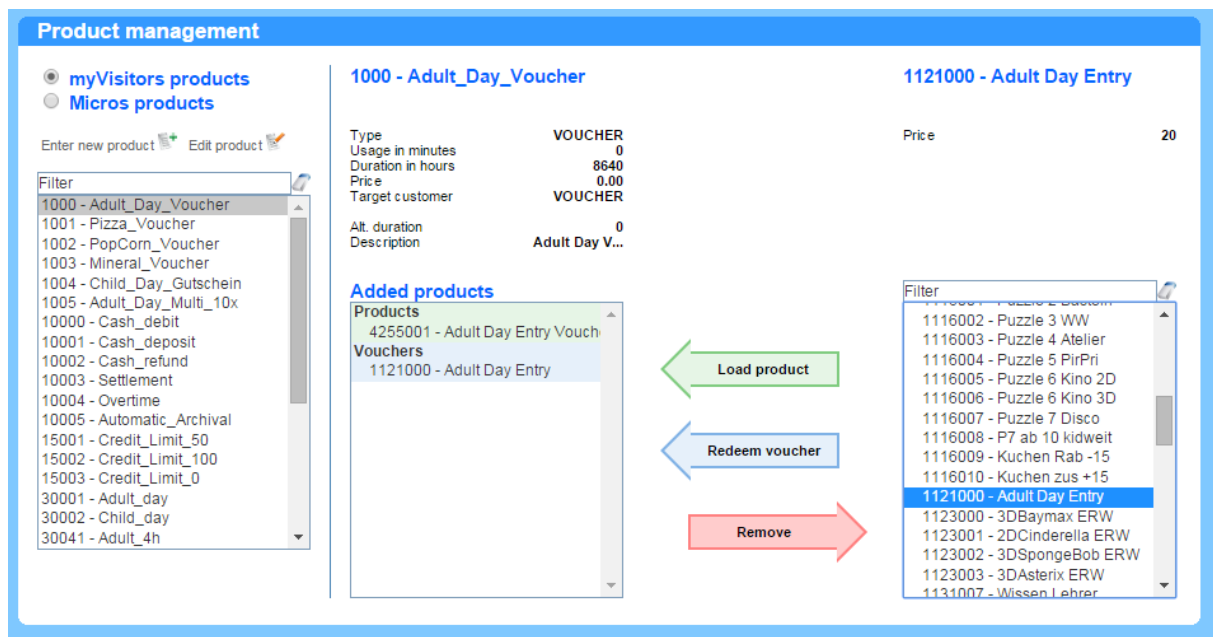 Product management
myVisitors products
Micros products
Enter new product Edit product
Filter
1000 - Adult_Day_Voucher
1001 - Pizza_Voucher
1002 - PopCorn_Voucher
1003 - Mineral_Voucher
1004 - Child_Day_Gutschein
1005 - Adult_Day_Multi_10x
10000 - Cash_debit
10001 - Cash_deposit
10002 - Cash_refund
10003 - Settlement
10004 - Overtime
10005 - Automatic_Archival
15001 - Credit_Limit_50
15002 - Credit_Limit_100
15003 - Credit_Limit_0
30001 - Adult_day
30002 - Child_day
30041 - Adult_4h
1000 - Adult_Day_Voucher
Type VOUCHER
Usage in minutes 0
Duration in hours 8640
Price 0.00
Target customer VOUCHER
Alt. duration 0
Description Adult Day V...
Added products
Products
4255001 - Adult Day Entry Vouch
Vouchers
1121000 - Adult Day Entry
Load product
Redeem voucher
Remove
1121000 - Adult Day Entry
Price 20
Filter
1116002 - Puzzle 3 WW
1116003 - Puzzle 4 Atelier
1116004 - Puzzle 5 PirPri
1116005 - Puzzle 6 Kino 2D
1116006 - Puzzle 6 Kino 3D
1116007 - Puzzle 7 Disco
1116008 - P7 ab 10 kidweit
1116009 - Kuchen Rab -15
1116010 - Kuchen zus +15
1121000 - Adult Day Entry
1123000 - 3DBaymax ERW
1123001 - 2DCinderella ERW
1123002 - 3DSpongeBob ERW
1123003 - 3DAsterix ERW
1131007 - Wissen Lehrer